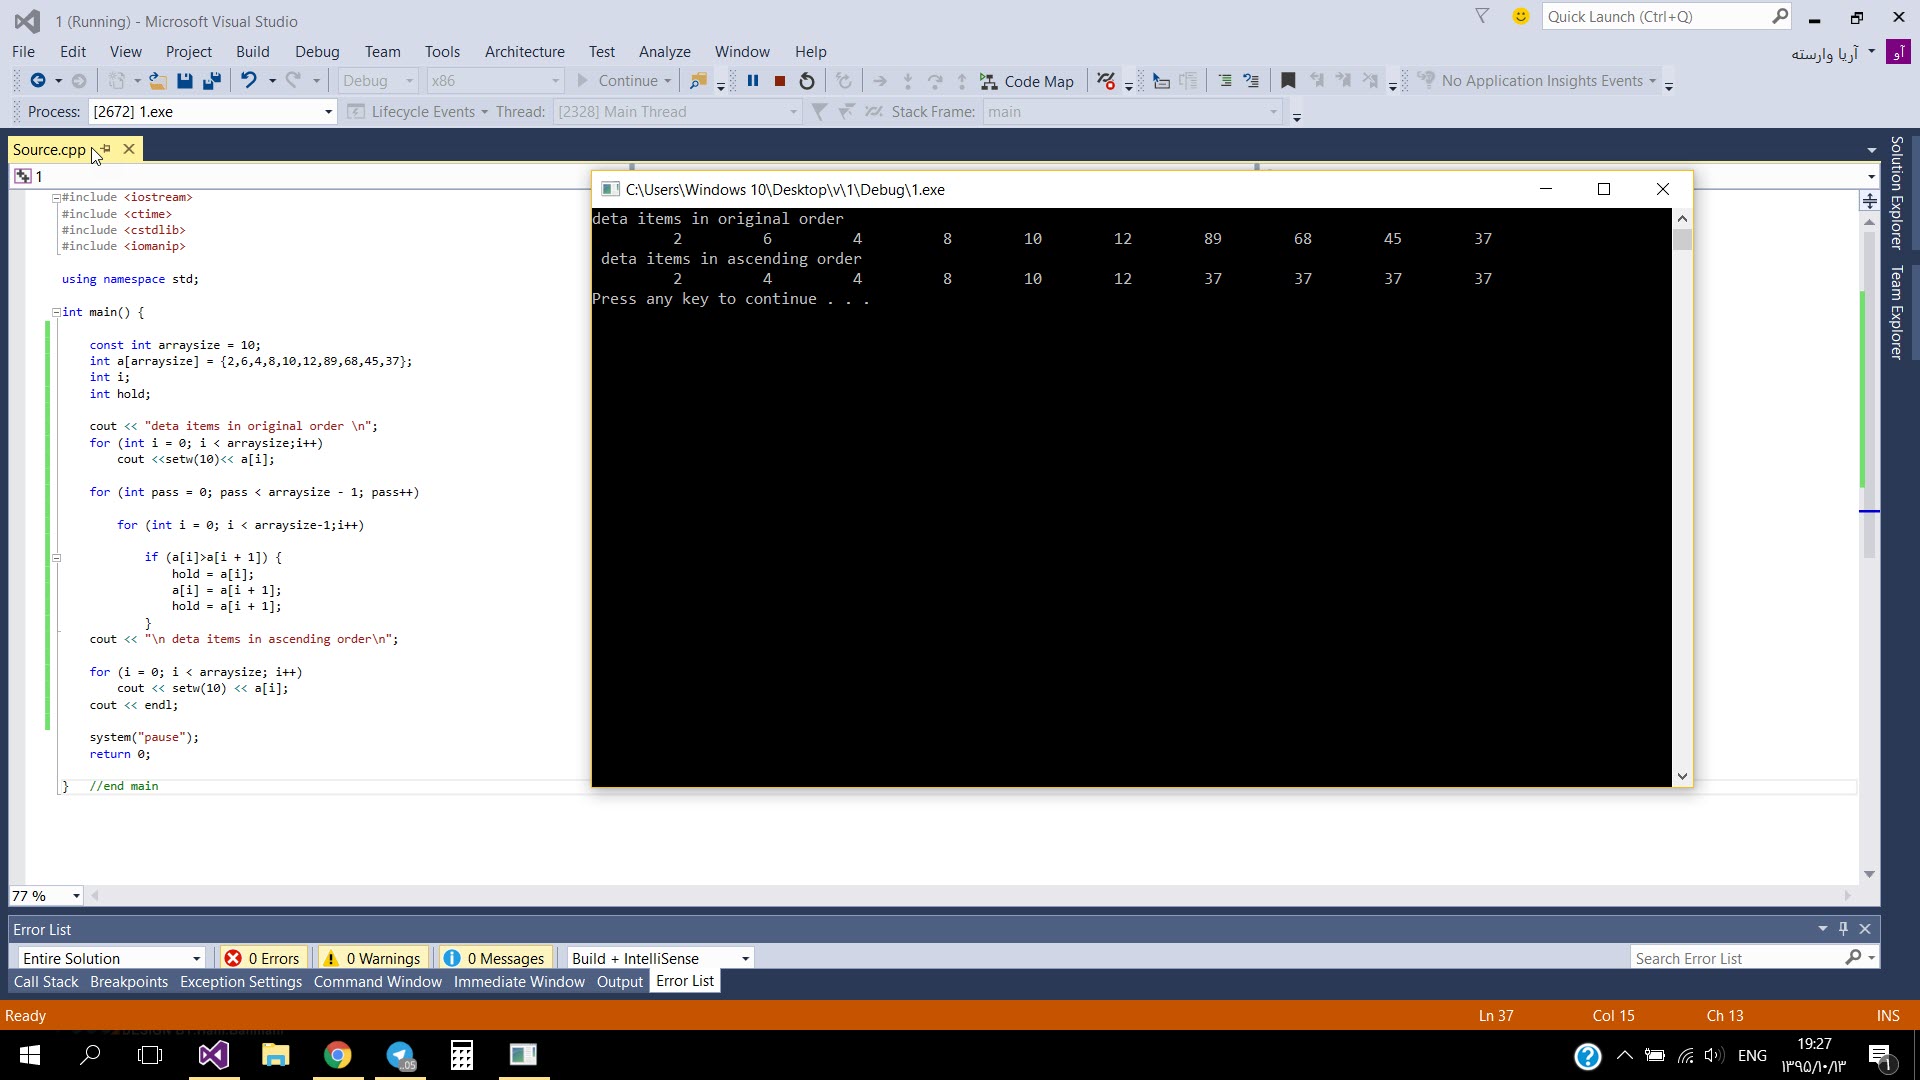 1 (Running) - Microsoft Visual Studio
Quick Launch (Ctrl+Q)
File Edit View Project Build Debug Team Tools Architecture Test Analyze Window Help
آریا وارسته
آو
Debug x86 Continue Code Map No Application Insights Events
Process: [2672] 1.exe Lifecycle Events Thread: [2328] Main Thread Stack Frame: main
Source.cpp
1
#include <iostream>
#include <ctime>
#include <cstdlib>
#include <iomanip>
using namespace std;
int main() {
const int arraysize = 10;
int a[arraysize] = {2,6,4,8,10,12,89,68,45,37};
int i;
int hold;
cout << "deta items in original order \n";
for (int i = 0; i < arraysize;i++)
cout <<setw(10)<< a[i];
for (int pass = 0; pass < arraysize - 1; pass++)
for (int i = 0; i < arraysize-1;i++)
if (a[i]>a[i + 1]) {
hold = a[i];
a[i] = a[i + 1];
hold = a[i + 1];
}
cout << "\n deta items in ascending order\n";
for (i = 0; i < arraysize; i++)
cout << setw(10) << a[i];
cout << endl;
system("pause");
return 0;
} //end main
C:\Users\Windows 10\Desktop\v\1\Debug\1.exe
deta items in original order
2 6 4 8 10 12 89 68 45 37
deta items in ascending order
2 4 4 8 10 12 37 37 37 37
Press any key to continue . . .
Solution Explorer
Team Explorer
77 %
Error List
Entire Solution 0 Errors 0 Warnings 0 Messages Build + IntelliSense Search Error List
Call Stack Breakpoints Exception Settings Command Window Immediate Window Output Error List
Ready Ln 37 Col 15 Ch 13 INS
05
ENG
19:27
۱۳۹۵/۱۰/۱۳
۱